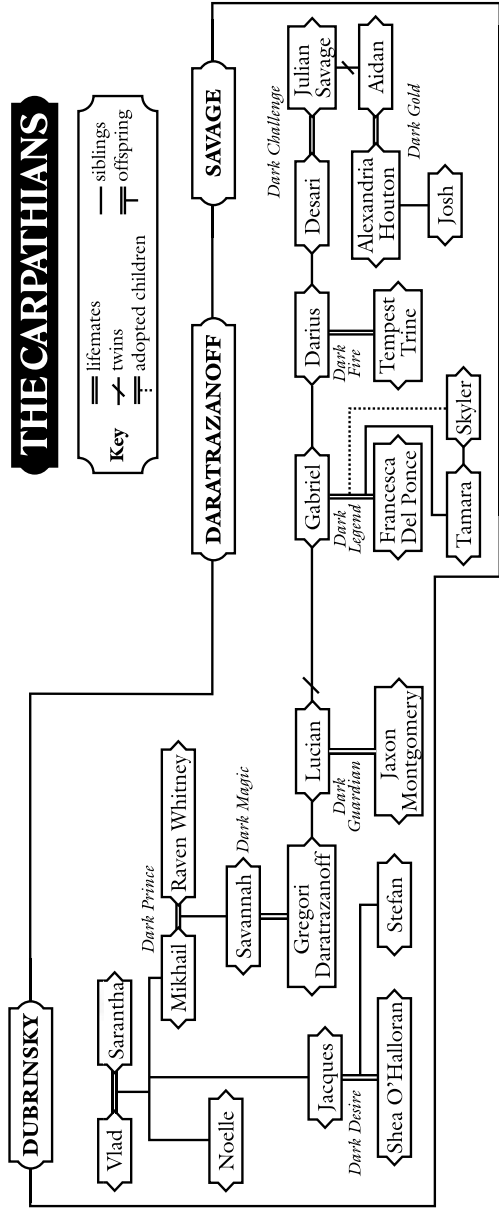 THE CARPATHIANS
Key
lifemates
twins
adopted children
siblings
offspring
DUBRINSKY
DARATRAZANOFF
SAVAGE
Vlad
Sarantha
Noelle
Mikhail
Dark Prince
Raven Whitney
Savannah
Dark Magic
Jacques
Dark Desire
Shea O'Halloran
Stefan
Gregori
Daratrazanoff
Lucian
Dark
Guardian
Jaxon
Montgomery
Gabriel
Dark
Legend
Francesca
Del Ponce
Tamara
Skyler
Darius
Dark
Fire
Tempest
Trine
Desari
Dark Challenge
Julian
Savage
Aidan
Dark Gold
Alexandria
Houton
Josh